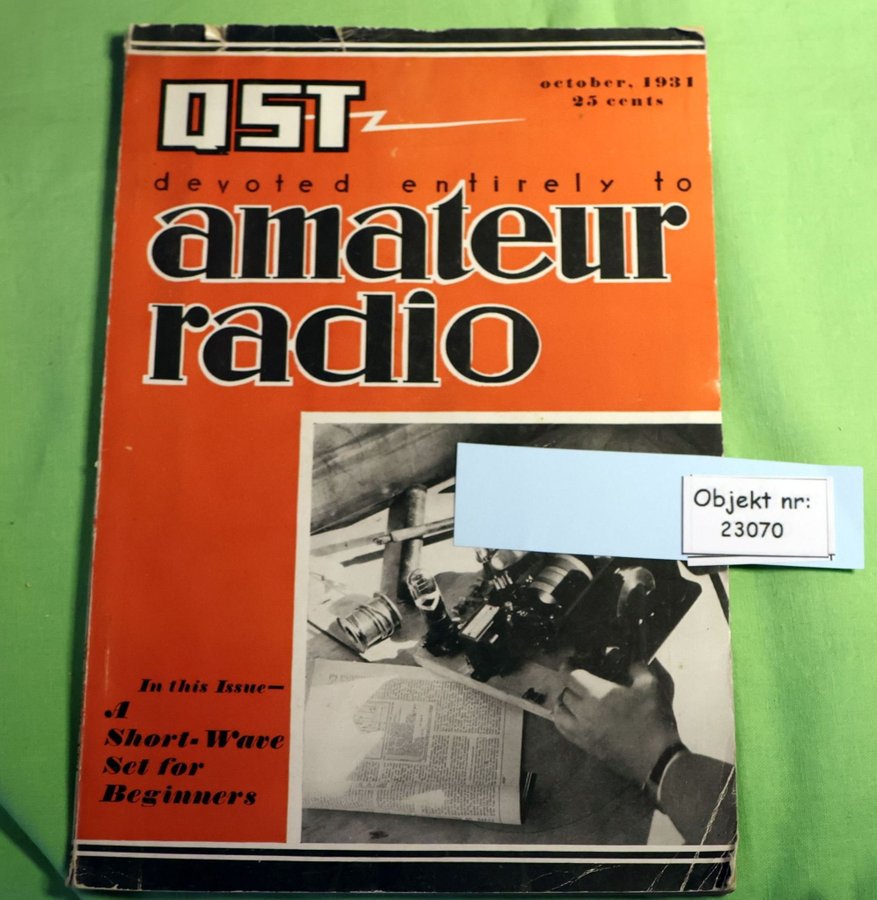 QST
october, 1931
25 cents
devoted entirely to
amateur
radio
Objekt nr:
23070
In this Issue—
A
Short-Wave
Set for
Beginners